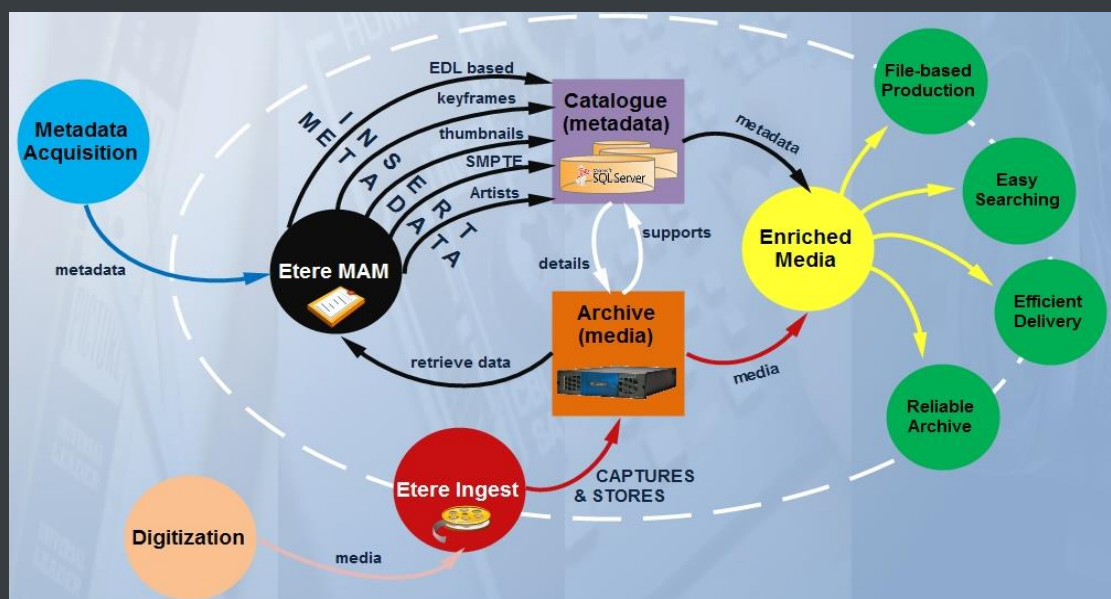 EDL based
keyframes
thumbnails
SMPTE
Artists
INSERT
METADATA
Metadata
Acquisition
metadata
Etere MAM
Catalogue
(metadata)
SQL Server
metadata
details
supports
Archive
(media)
retrieve data
media
Enriched
Media
File-based
Production
Easy
Searching
Efficient
Delivery
Reliable
Archive
Etere Ingest
CAPTURES
& STORES
Digitization
media